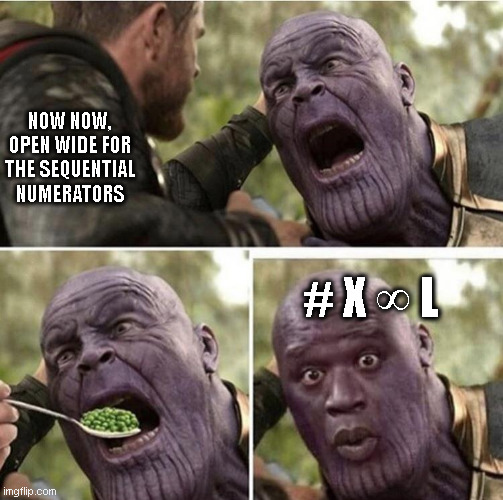 NOW NOW,
OPEN WIDE FOR
THE SEQUENTIAL
NUMERATORS
# X ∞ L
imgflip.com